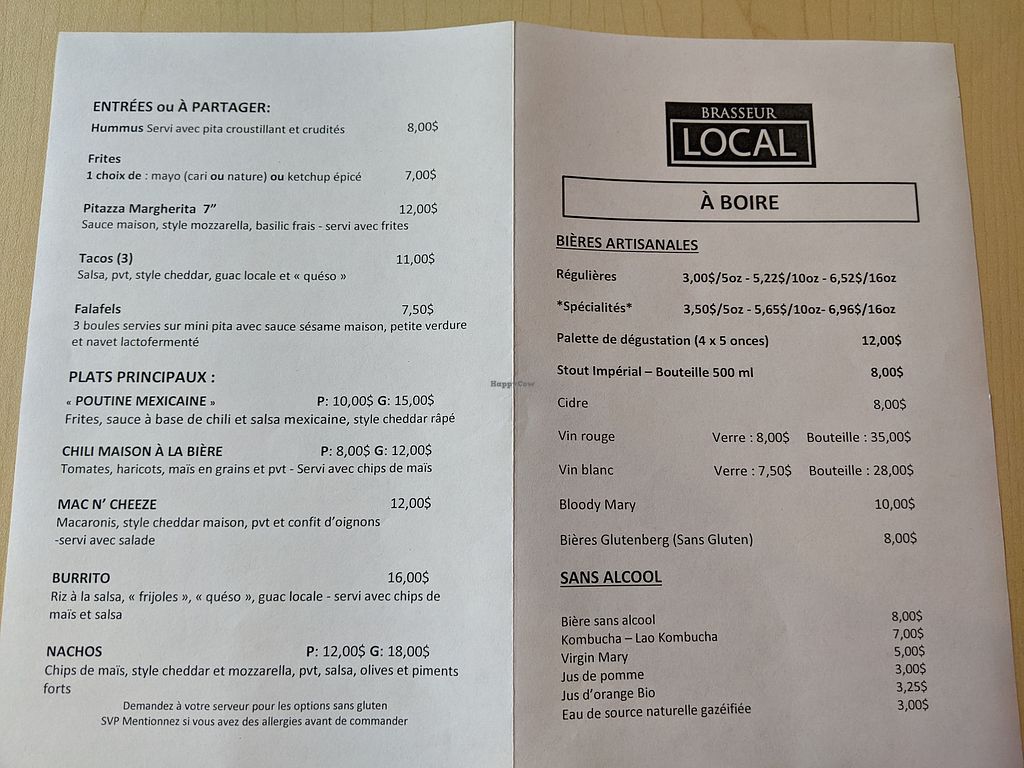 ENTRÉES ou À PARTAGER:
Hummus Servi avec pita croustillant et crudités 8,00$
Frites
1 choix de : mayo (cari ou nature) ou ketchup épicé 7,00$
Pitazza Margherita 7” 12,00$
Sauce maison, style mozzarella, basilic frais - servi avec frites
Tacos (3) 11,00$
Salsa, pvt, style cheddar, guac locale et « quéso »
Falafels 7,50$
3 boules servies sur mini pita avec sauce sésame maison, petite verdure
et navet lactofermenté
PLATS PRINCIPAUX :
« POUTINE MEXICAINE » P: 10,00$ G: 15,00$
Frites, sauce à base de chili et salsa mexicaine, style cheddar râpé
CHILI MAISON À LA BIÈRE P: 8,00$ G: 12,00$
Tomates, haricots, maïs en grains et pvt - Servi avec chips de maïs
MAC N’ CHEEZE 12,00$
Macaronis, style cheddar maison, pvt et confit d’oignons
-servi avec salade
BURRITO 16,00$
Riz à la salsa, « frijoles », « quéso », guac locale - servi avec chips de
maïs et salsa
NACHOS P: 12,00$ G: 18,00$
Chips de maïs, style cheddar et mozzarella, pvt, salsa, olives et piments
forts
Demandez à votre serveur pour les options sans gluten
SVP Mentionnez si vous avez des allergies avant de commander
HappyCow
BRASSEUR
LOCAL
À BOIRE
BIÈRES ARTISANALES
Régulières 3,00$/5oz - 5,22$/10oz - 6,52$/16oz
*Spécialités* 3,50$/5oz - 5,65$/10oz- 6,96$/16oz
Palette de dégustation (4 x 5 onces) 12,00$
Stout Impérial – Bouteille 500 ml 8,00$
Cidre 8,00$
Vin rouge Verre : 8,00$ Bouteille : 35,00$
Vin blanc Verre : 7,50$ Bouteille : 28,00$
Bloody Mary 10,00$
Bières Glutenberg (Sans Gluten) 8,00$
SANS ALCOOL
Bière sans alcool 8,00$
Kombucha – Lao Kombucha 7,00$
Virgin Mary 5,00$
Jus de pomme 3,00$
Jus d’orange Bio 3,25$
Eau de source naturelle gazéifiée 3,00$